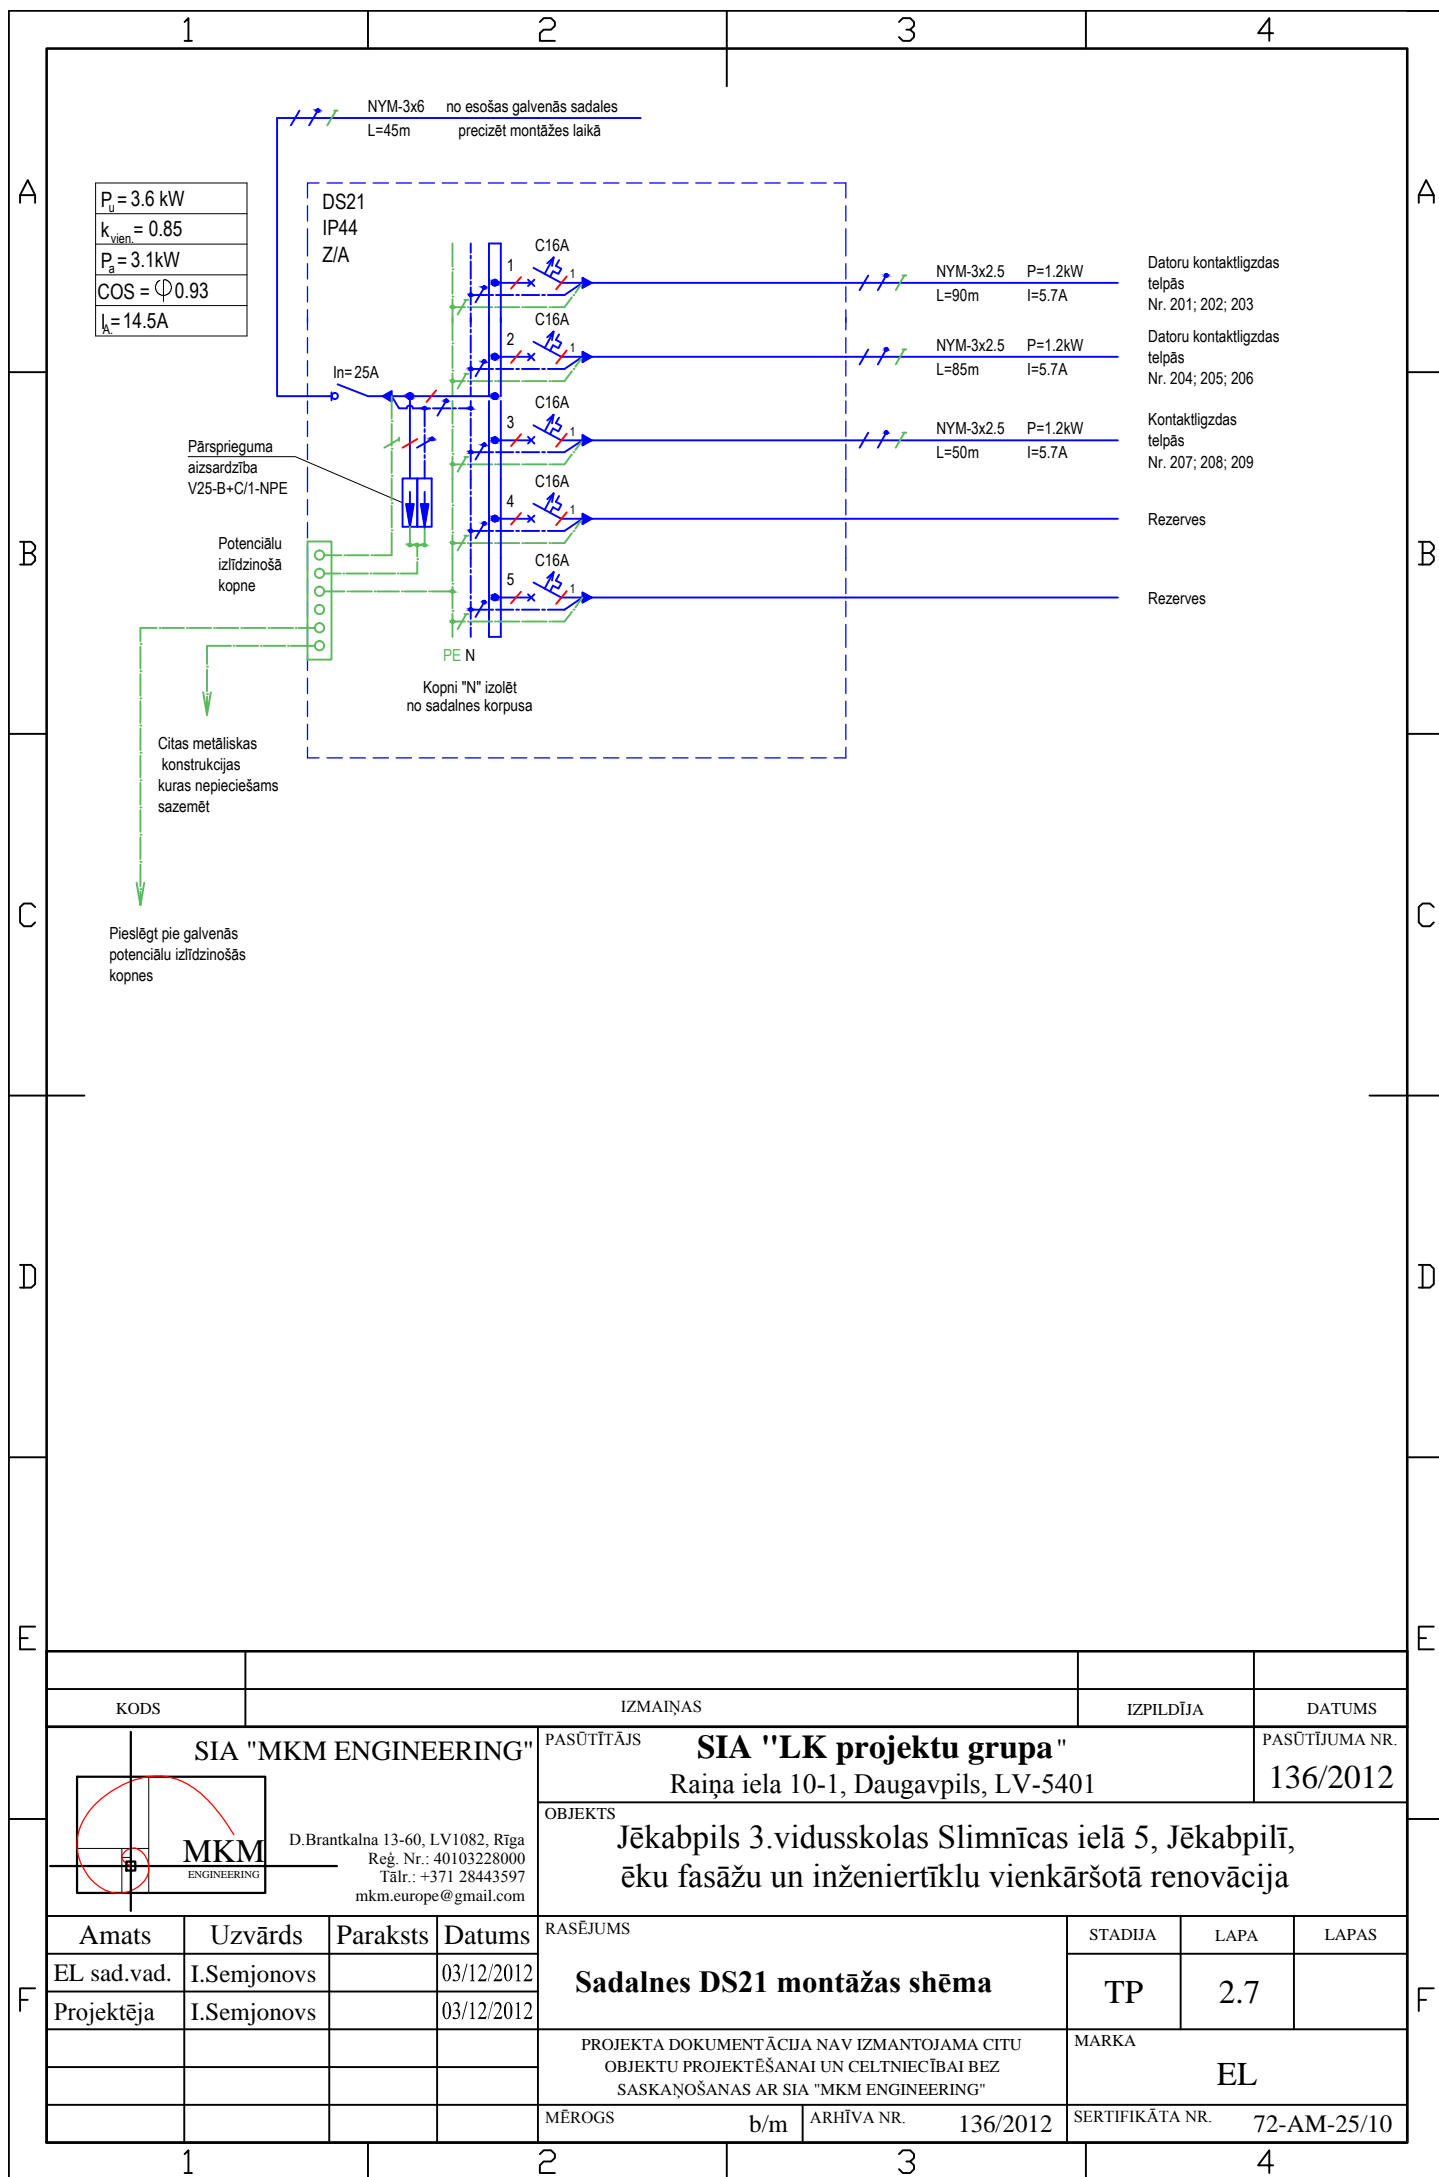 1 2 3 4
A A
B B
C C
D D
E E
F F
NYM-3x6 no esošas galvenās sadales
L=45m precizēt montāžes laikā
Pu = 3.6 kW
kvien. = 0.85
Pa = 3.1kW
COS = φ 0.93
IA. = 14.5A
DS21
IP44
Z/A
In=25A
Pārsprieguma
aizsardzība
V25-B+C/1-NPE
Potenciālu
izlīdzinošā
kopne
1 C16A 1
NYM-3x2.5 P=1.2kW
L=90m I=5.7A
Datoru kontaktligzdas
telpās
Nr. 201; 202; 203
2 C16A 1
NYM-3x2.5 P=1.2kW
L=85m I=5.7A
Datoru kontaktligzdas
telpās
Nr. 204; 205; 206
3 C16A 1
NYM-3x2.5 P=1.2kW
L=50m I=5.7A
Kontaktligzdas
telpās
Nr. 207; 208; 209
4 C16A 1
Rezerves
5 C16A 1
Rezerves
PE N
Kopni "N" izolēt
no sadalnes korpusa
Citas metāliskas
konstrukcijas
kuras nepieciešams
sazemēt
Pieslēgt pie galvenās
potenciālu izlīdzinošās
kopnes
KODS IZMAIŅAS IZPILDĪJA DATUMS
SIA "MKM ENGINEERING"
MKM
ENGINEERING
D.Brantkalna 13-60, LV1082, Rīga
Reģ. Nr.: 40103228000
Tālr.: +371 28443597
mkm.europe@gmail.com
PASŪTĪTĀJS
SIA "LK projektu grupa"
Raiņa iela 10-1, Daugavpils, LV-5401
PASŪTĪJUMA NR.
136/2012
OBJEKTS
Jēkabpils 3.vidusskolas Slimnīcas ielā 5, Jēkabpilī,
ēku fasāžu un inženiertīklu vienkāršotā renovācija
Amats Uzvārds Paraksts Datums
EL sad.vad. I.Semjonovs 03/12/2012
Projektēja I.Semjonovs 03/12/2012
RASĒJUMS
Sadalnes DS21 montāžas shēma
STADIJA LAPA LAPAS
TP 2.7
PROJEKTA DOKUMENTĀCIJA NAV IZMANTOJAMA CITU
OBJEKTU PROJEKTĒŠANAI UN CELTNIECĪBAI BEZ
SASKAŅOŠANAS AR SIA "MKM ENGINEERING"
MARKA
EL
MĒROGS b/m ARHĪVA NR. 136/2012 SERTIFIKĀTA NR. 72-AM-25/10
1 2 3 4